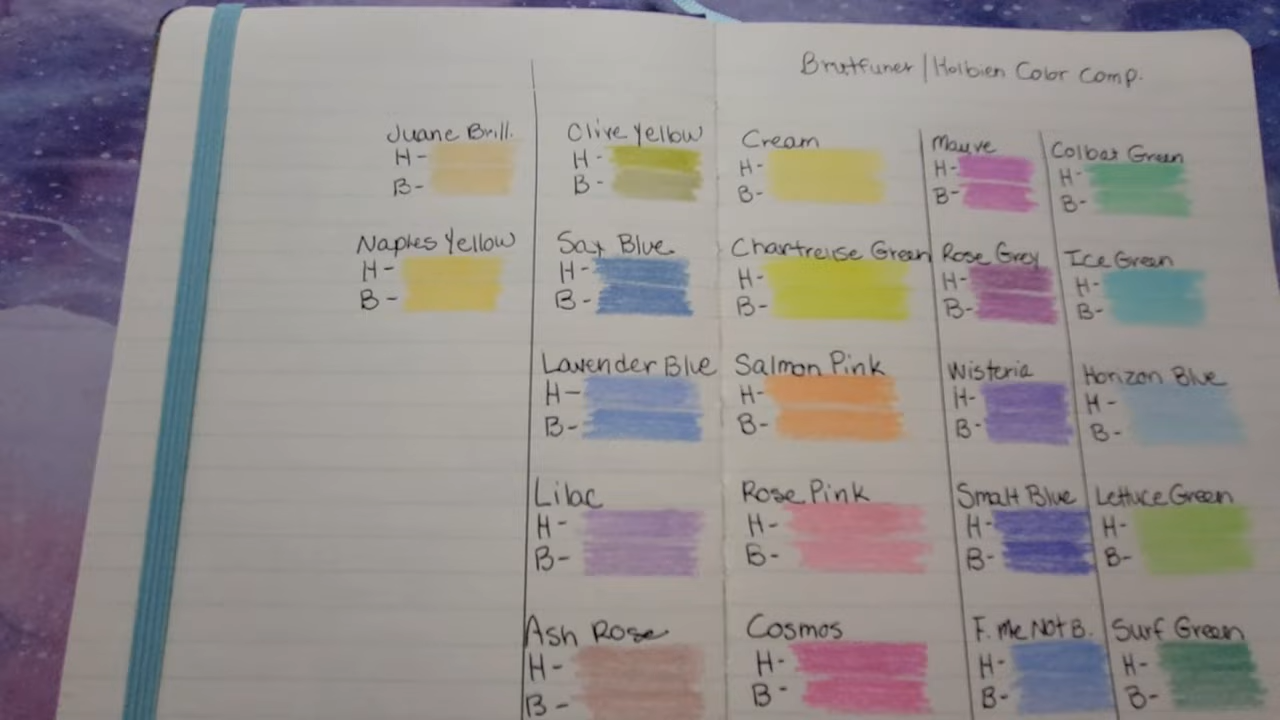 Brutfuner | Holbien Color Comp.
Juane Brill.
H-
B-
Naples Yellow
H-
B-
Olive Yellow
H-
B-
Sax Blue
H-
B-
Lavender Blue
H-
B-
Lilac
H-
B-
Ash Rose
H-
B-
Cream
H-
B-
Chartreise Green
H-
B-
Salmon Pink
H-
B-
Rose Pink
H-
B-
Cosmos
H-
B-
Mauve
H-
B-
Rose Grey
H-
B-
Wisteria
H-
B-
Smalt Blue
H-
B-
F. Me Not B.
H-
B-
Colbat Green
H-
B-
Ice Green
H-
B-
Horizon Blue
H-
B-
Lettuce Green
H-
B-
Surf Green
H-
B-